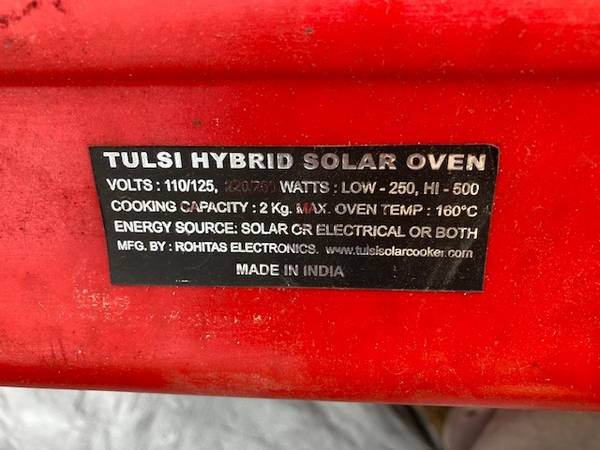 TULSI HYBRID SOLAR OVEN
VOLTS : 110/125, WATTS : LOW - 250, HI - 500
COOKING CAPACITY : 2 Kg. MAX. OVEN TEMP : 160°C
ENERGY SOURCE: SOLAR OR ELECTRICAL OR BOTH
MFG. BY : ROHITAS ELECTRONICS. www.tulsisolarcooker.com
MADE IN INDIA